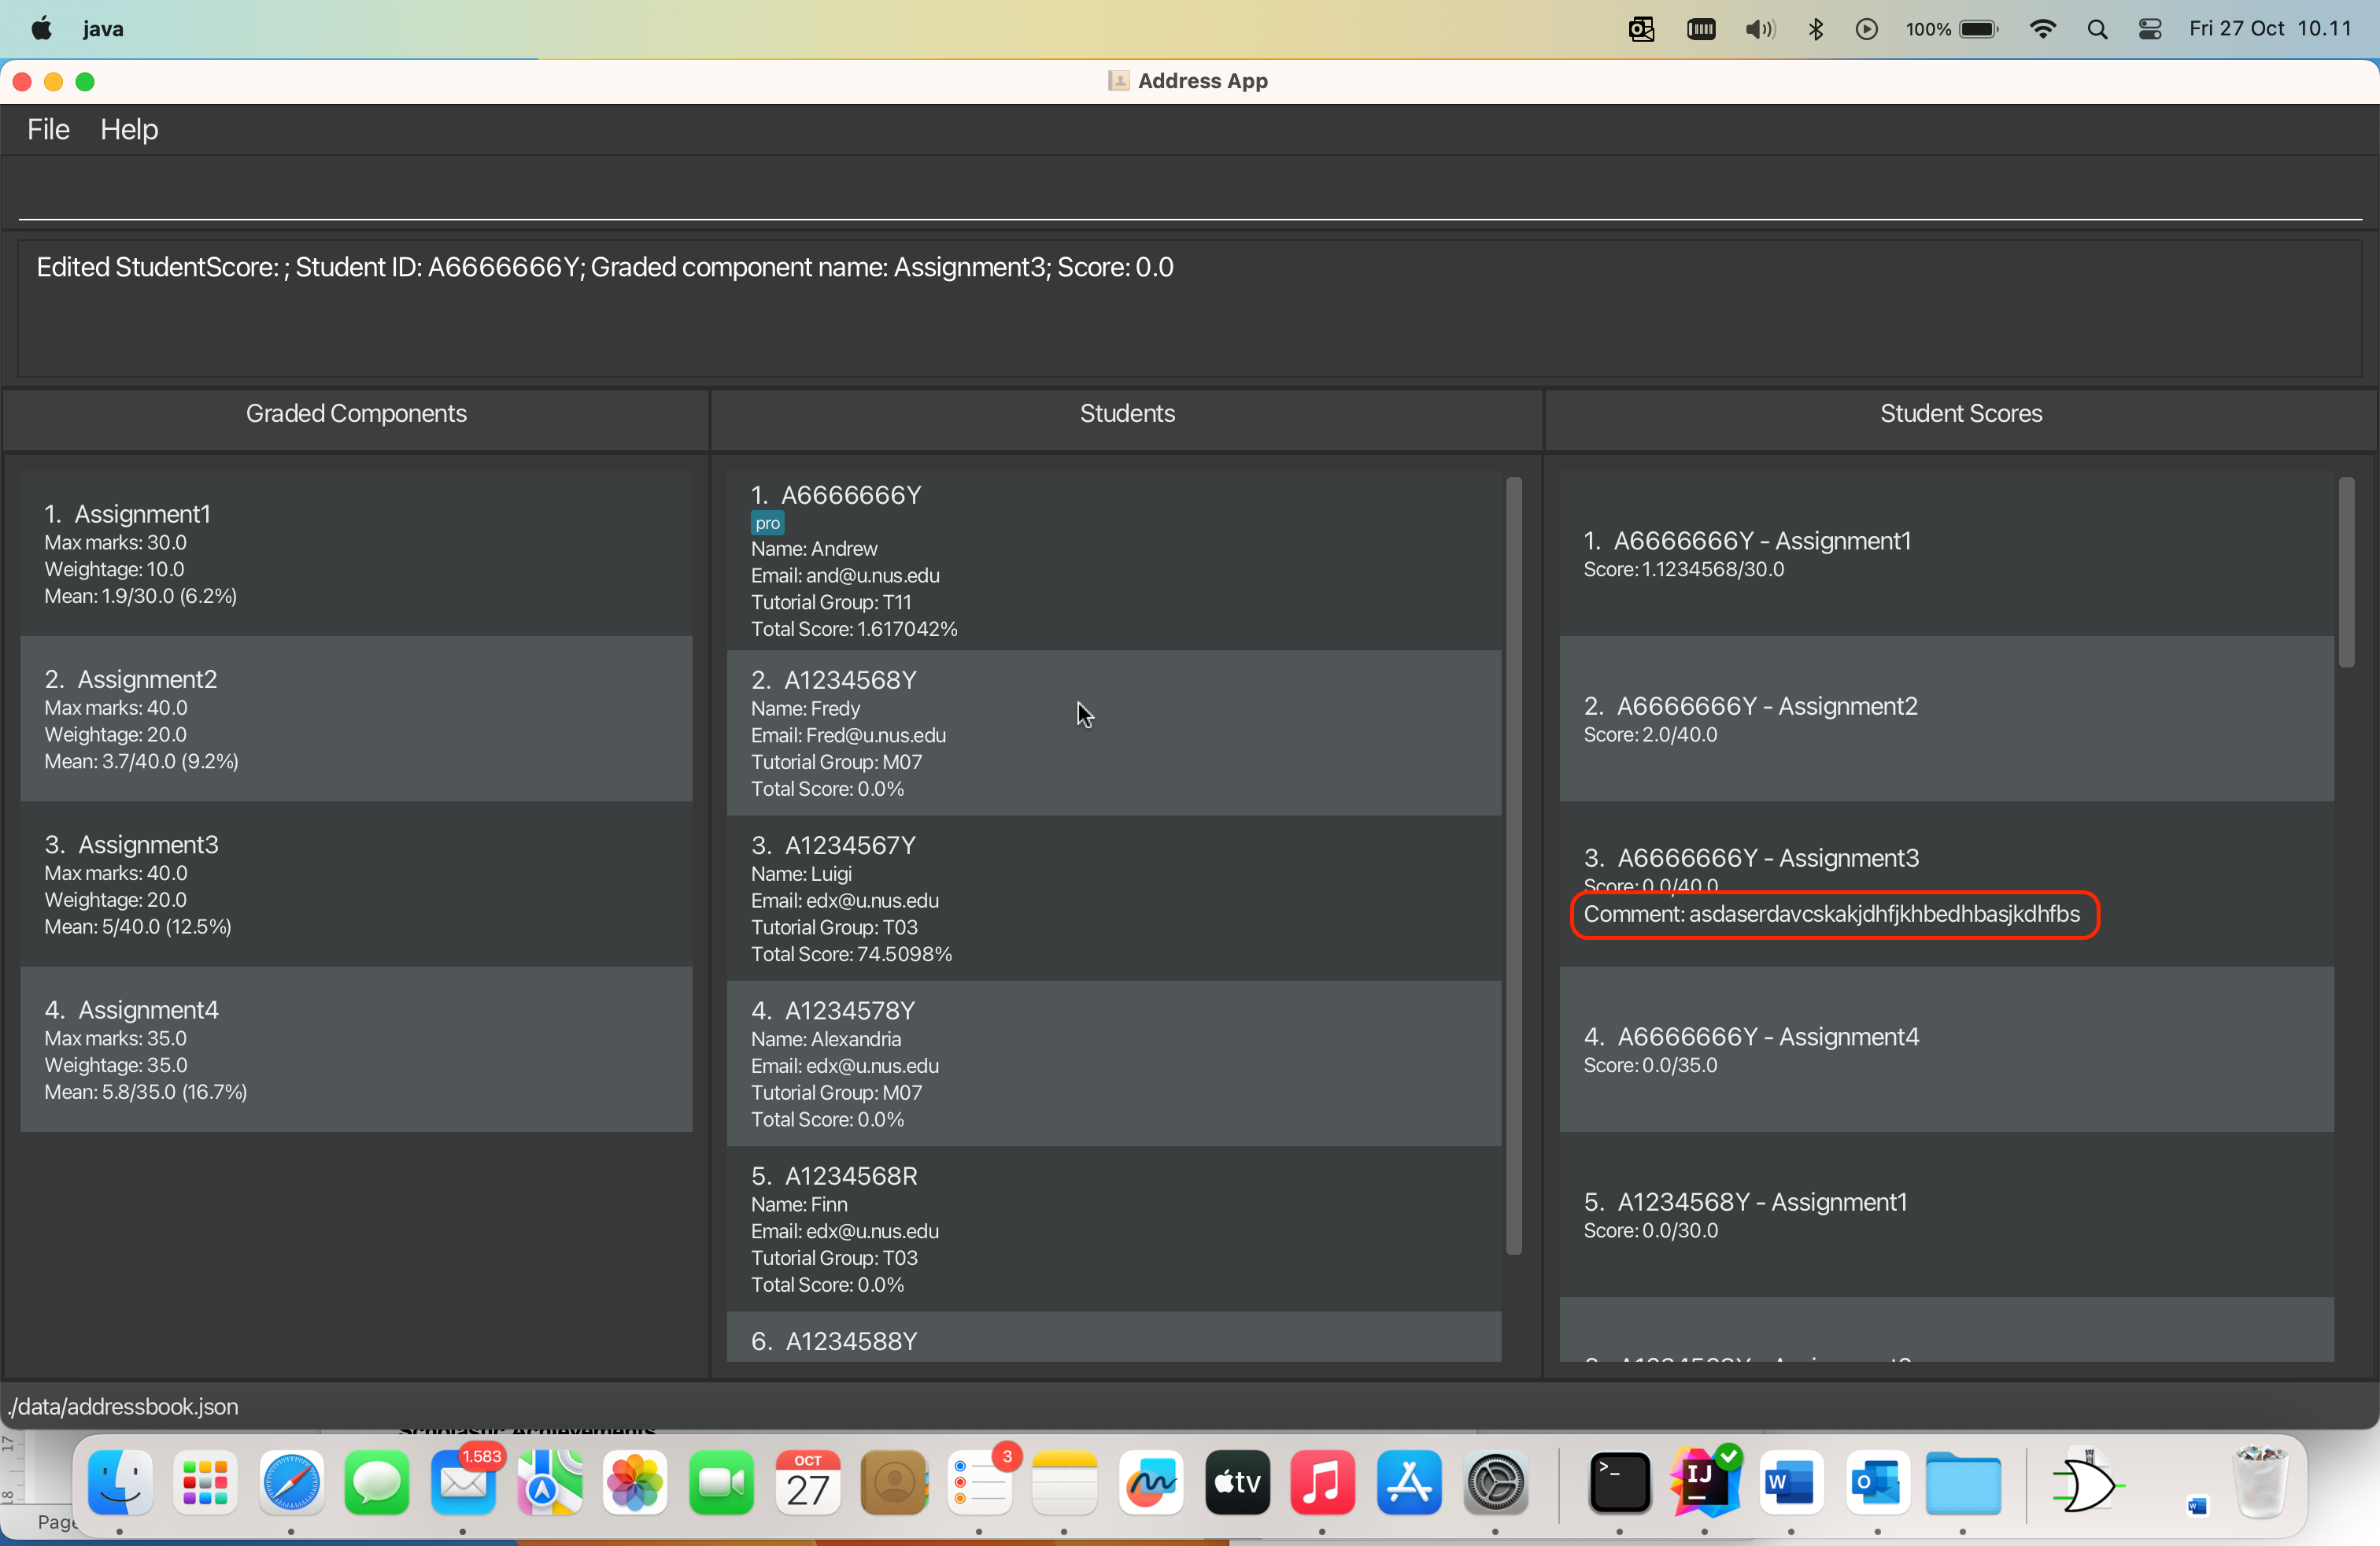 java
100%
Fri 27 Oct 10.11
Address App
File Help
Edited StudentScore: ; Student ID: A6666666Y; Graded component name: Assignment3; Score: 0.0
Graded Components
1. Assignment1
Max marks: 30.0
Weightage: 10.0
Mean: 1.9/30.0 (6.2%)
2. Assignment2
Max marks: 40.0
Weightage: 20.0
Mean: 3.7/40.0 (9.2%)
3. Assignment3
Max marks: 40.0
Weightage: 20.0
Mean: 5/40.0 (12.5%)
4. Assignment4
Max marks: 35.0
Weightage: 35.0
Mean: 5.8/35.0 (16.7%)
Students
1. A6666666Y
pro
Name: Andrew
Email: and@u.nus.edu
Tutorial Group: T11
Total Score: 1.617042%
2. A1234568Y
Name: Fredy
Email: Fred@u.nus.edu
Tutorial Group: M07
Total Score: 0.0%
3. A1234567Y
Name: Luigi
Email: edx@u.nus.edu
Tutorial Group: T03
Total Score: 74.5098%
4. A1234578Y
Name: Alexandria
Email: edx@u.nus.edu
Tutorial Group: M07
Total Score: 0.0%
5. A1234568R
Name: Finn
Email: edx@u.nus.edu
Tutorial Group: T03
Total Score: 0.0%
6. A1234588Y
Student Scores
1. A6666666Y - Assignment1
Score: 1.1234568/30.0
2. A6666666Y - Assignment2
Score: 2.0/40.0
3. A6666666Y - Assignment3
Score: 0.0/40.0
Comment: asdaserdavcskakjdhfjkhbedhbasjkdhfbs
4. A6666666Y - Assignment4
Score: 0.0/35.0
5. A1234568Y - Assignment1
Score: 0.0/30.0
./data/addressbook.json
17
18
Page
1.583
OCT
27
3
tv
>_
IJ
W
O
W